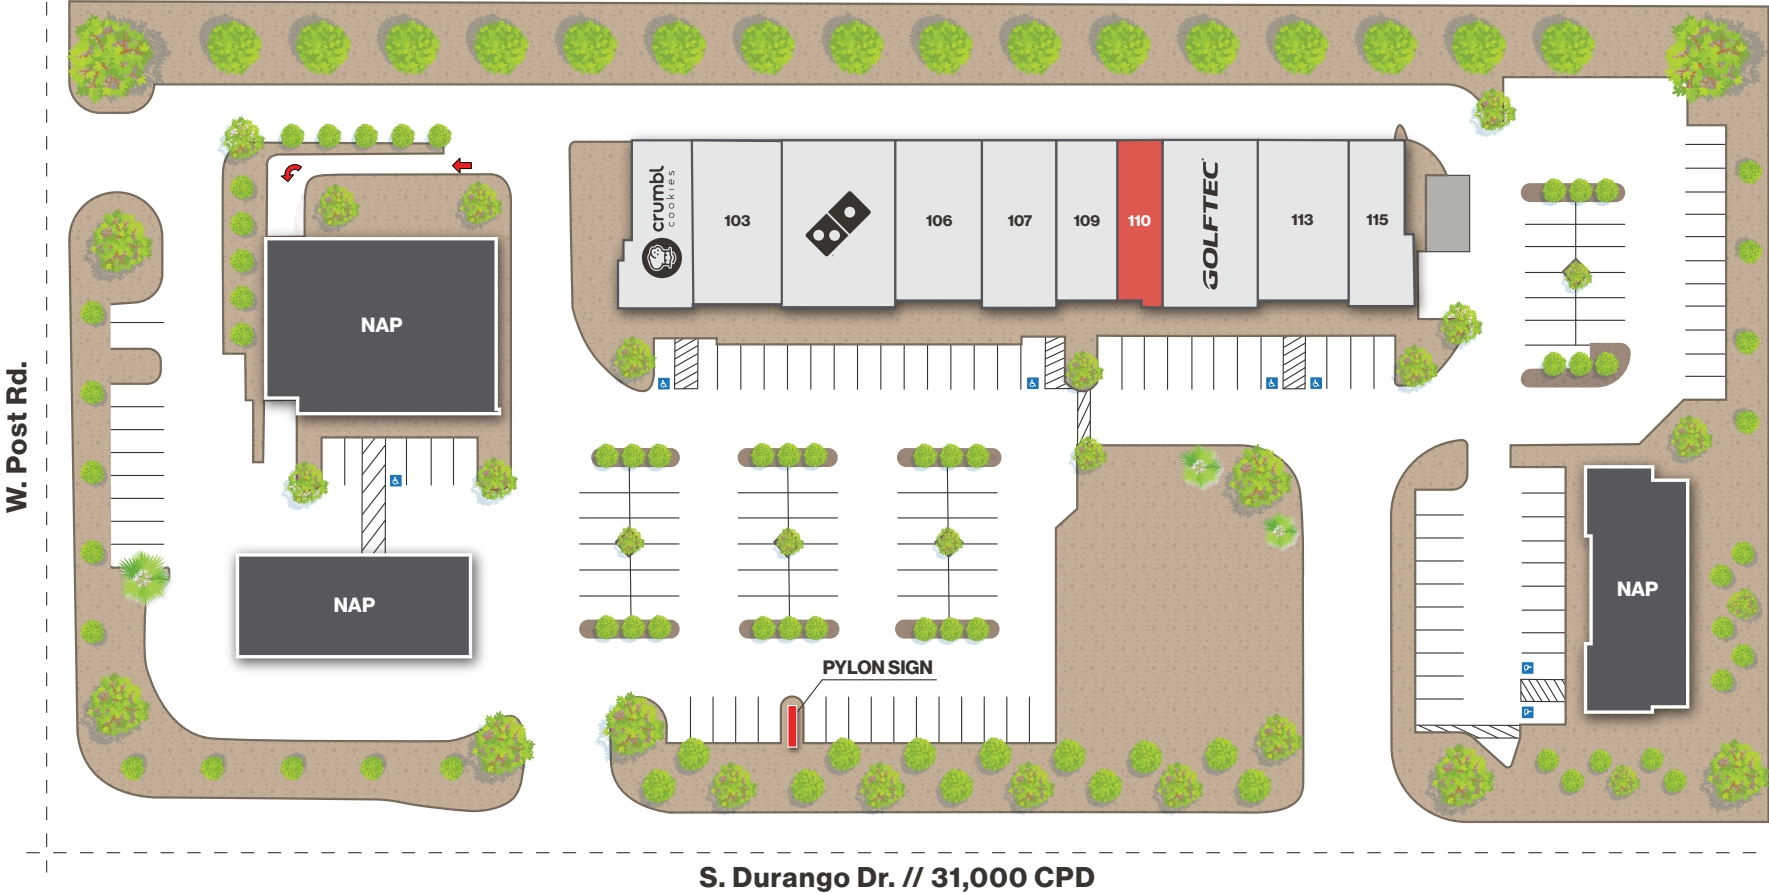 crumbl
cookies
103
106
107
109
110
GOLFTEC
113
115
NAP
NAP
NAP
PYLON SIGN
W. Post Rd.
S. Durango Dr. // 31,000 CPD